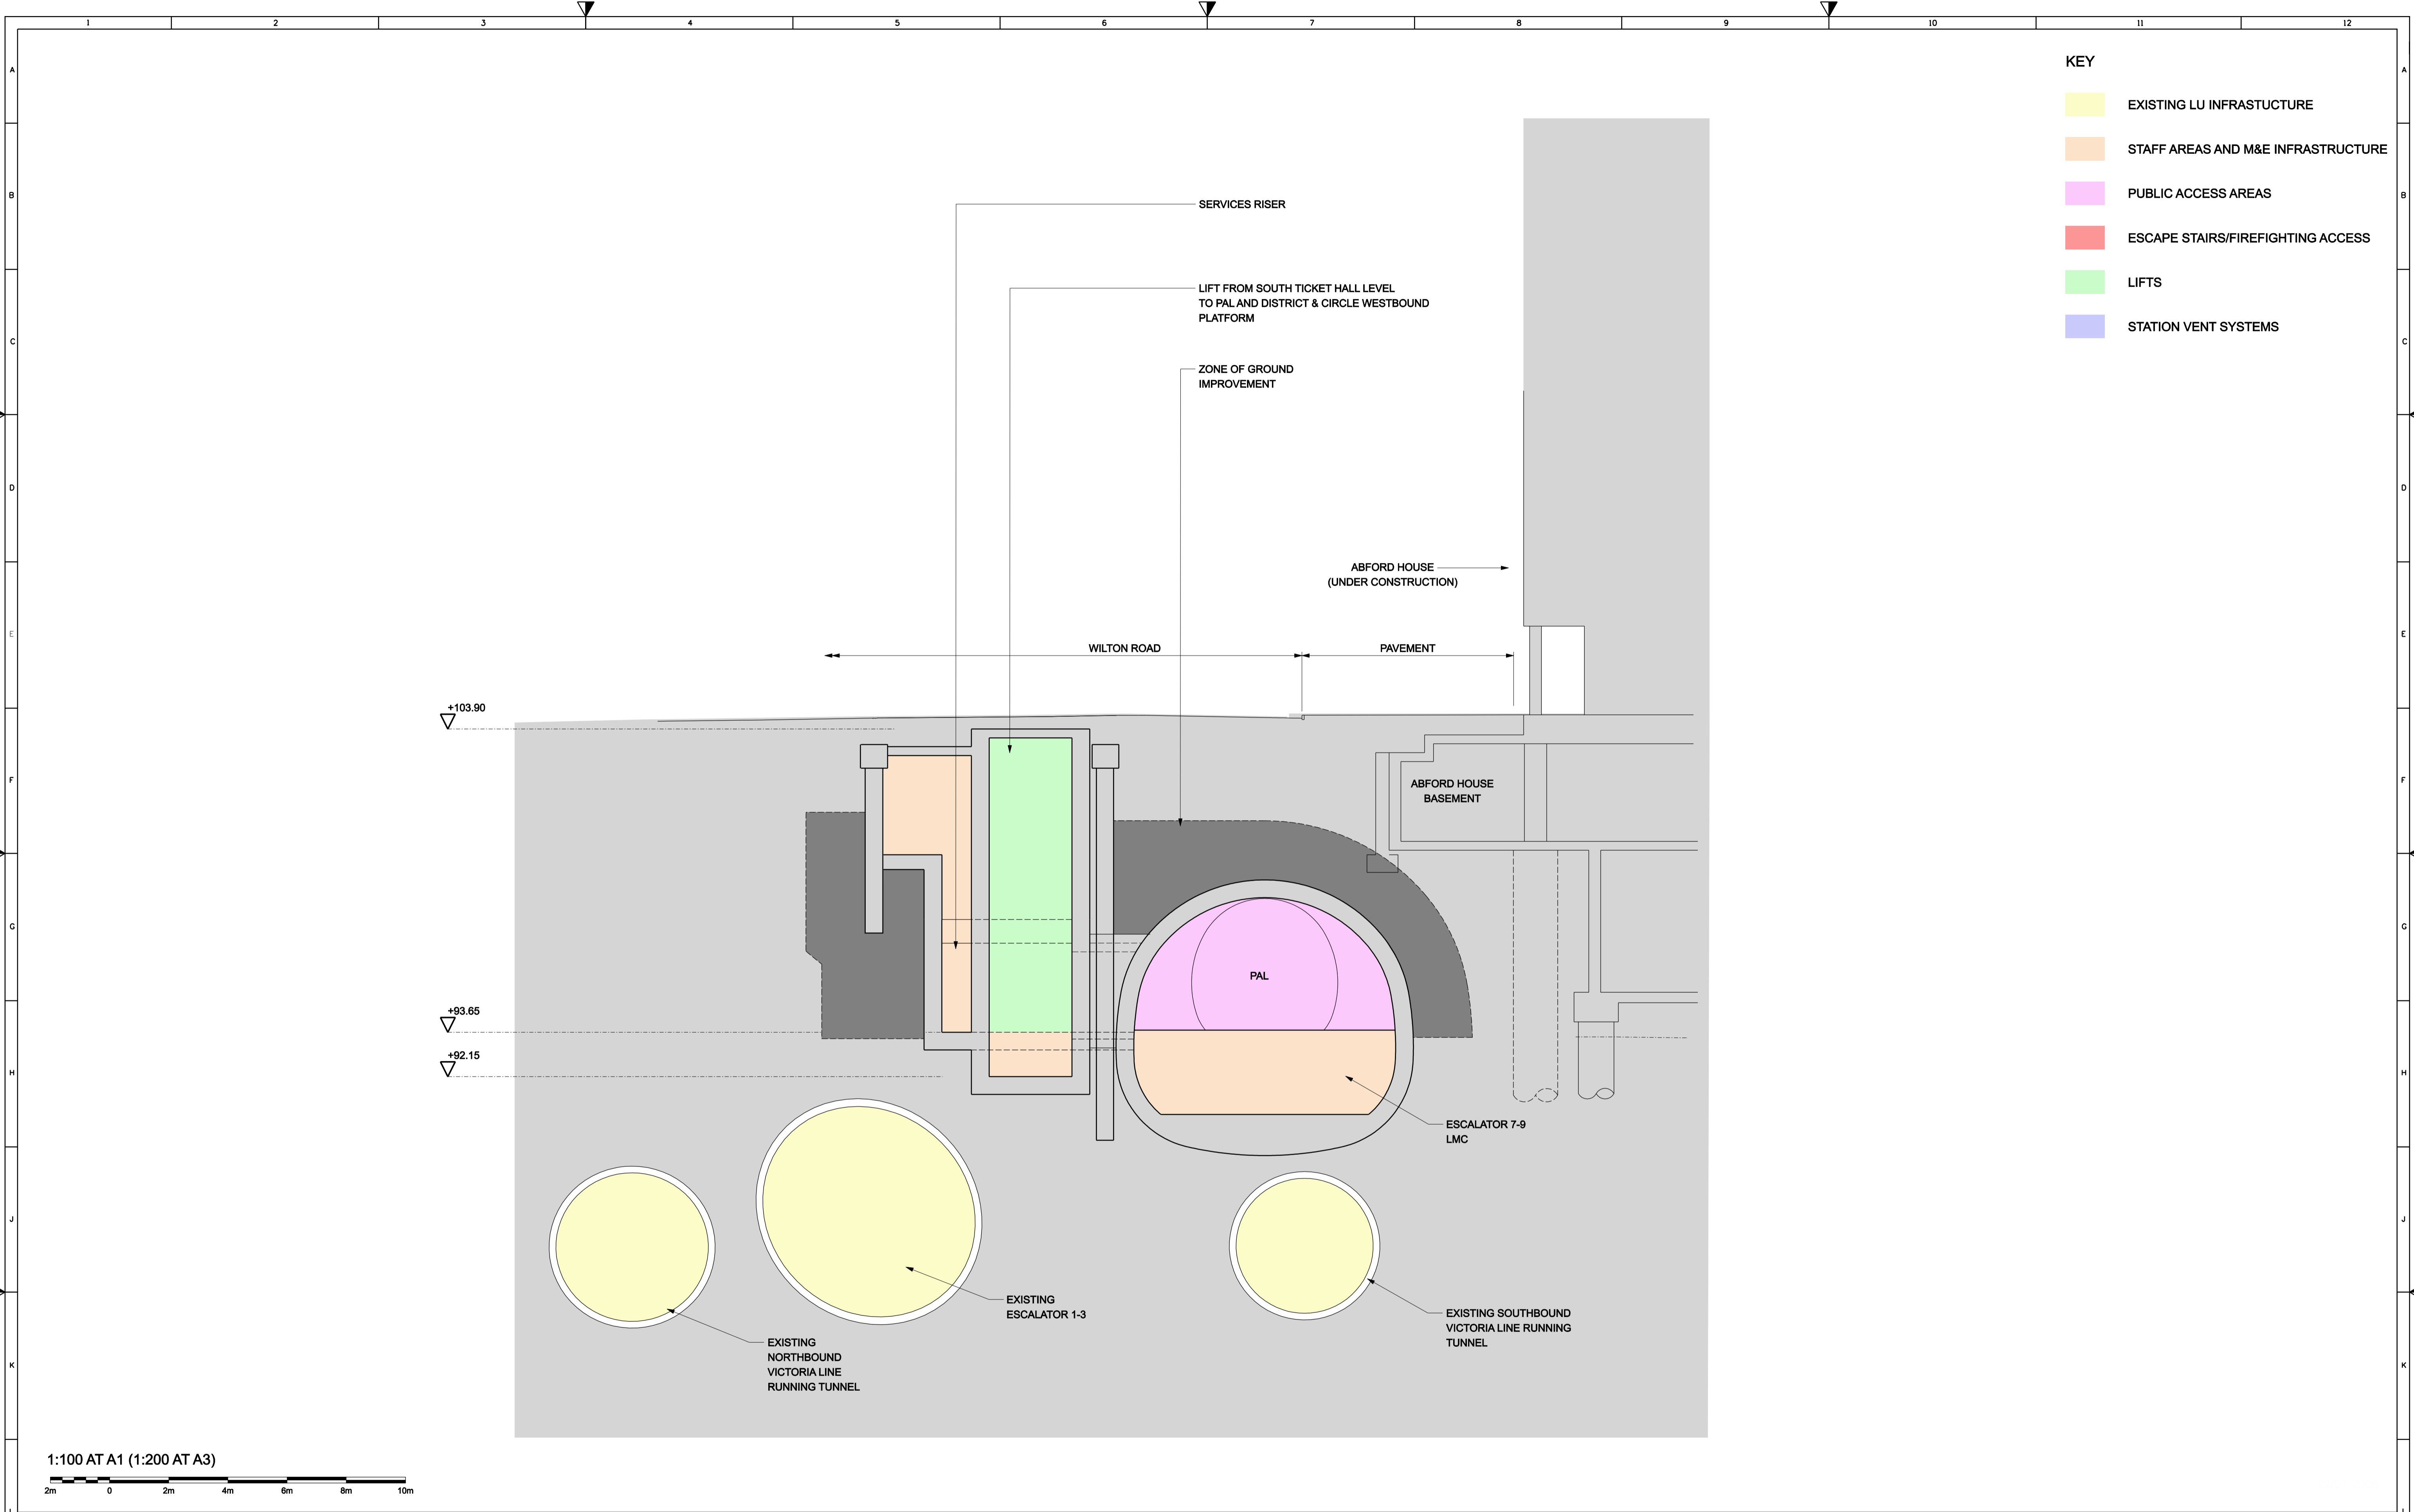 1 2 3 4 5 6 7 8 9 10 11 12
A A
B B
C C
D D
E E
F F
G G
H H
J J
K K
KEY
EXISTING LU INFRASTUCTURE
STAFF AREAS AND M&E INFRASTRUCTURE
PUBLIC ACCESS AREAS
ESCAPE STAIRS/FIREFIGHTING ACCESS
LIFTS
STATION VENT SYSTEMS
SERVICES RISER
LIFT FROM SOUTH TICKET HALL LEVEL
TO PAL AND DISTRICT & CIRCLE WESTBOUND
PLATFORM
ZONE OF GROUND
IMPROVEMENT
ABFORD HOUSE
(UNDER CONSTRUCTION)
WILTON ROAD
PAVEMENT
+103.90
ABFORD HOUSE
BASEMENT
PAL
+93.65
+92.15
ESCALATOR 7-9
LMC
EXISTING
ESCALATOR 1-3
EXISTING SOUTHBOUND
VICTORIA LINE RUNNING
TUNNEL
EXISTING
NORTHBOUND
VICTORIA LINE
RUNNING TUNNEL
1:100 AT A1 (1:200 AT A3)
2m 0 2m 4m 6m 8m 10m